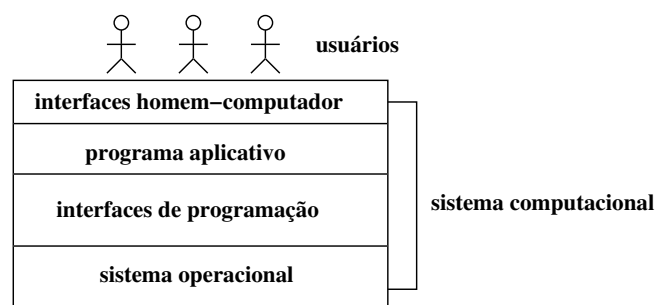 usuários
interfaces homem−computador
programa aplicativo
interfaces de programação
sistema computacional
sistema operacional